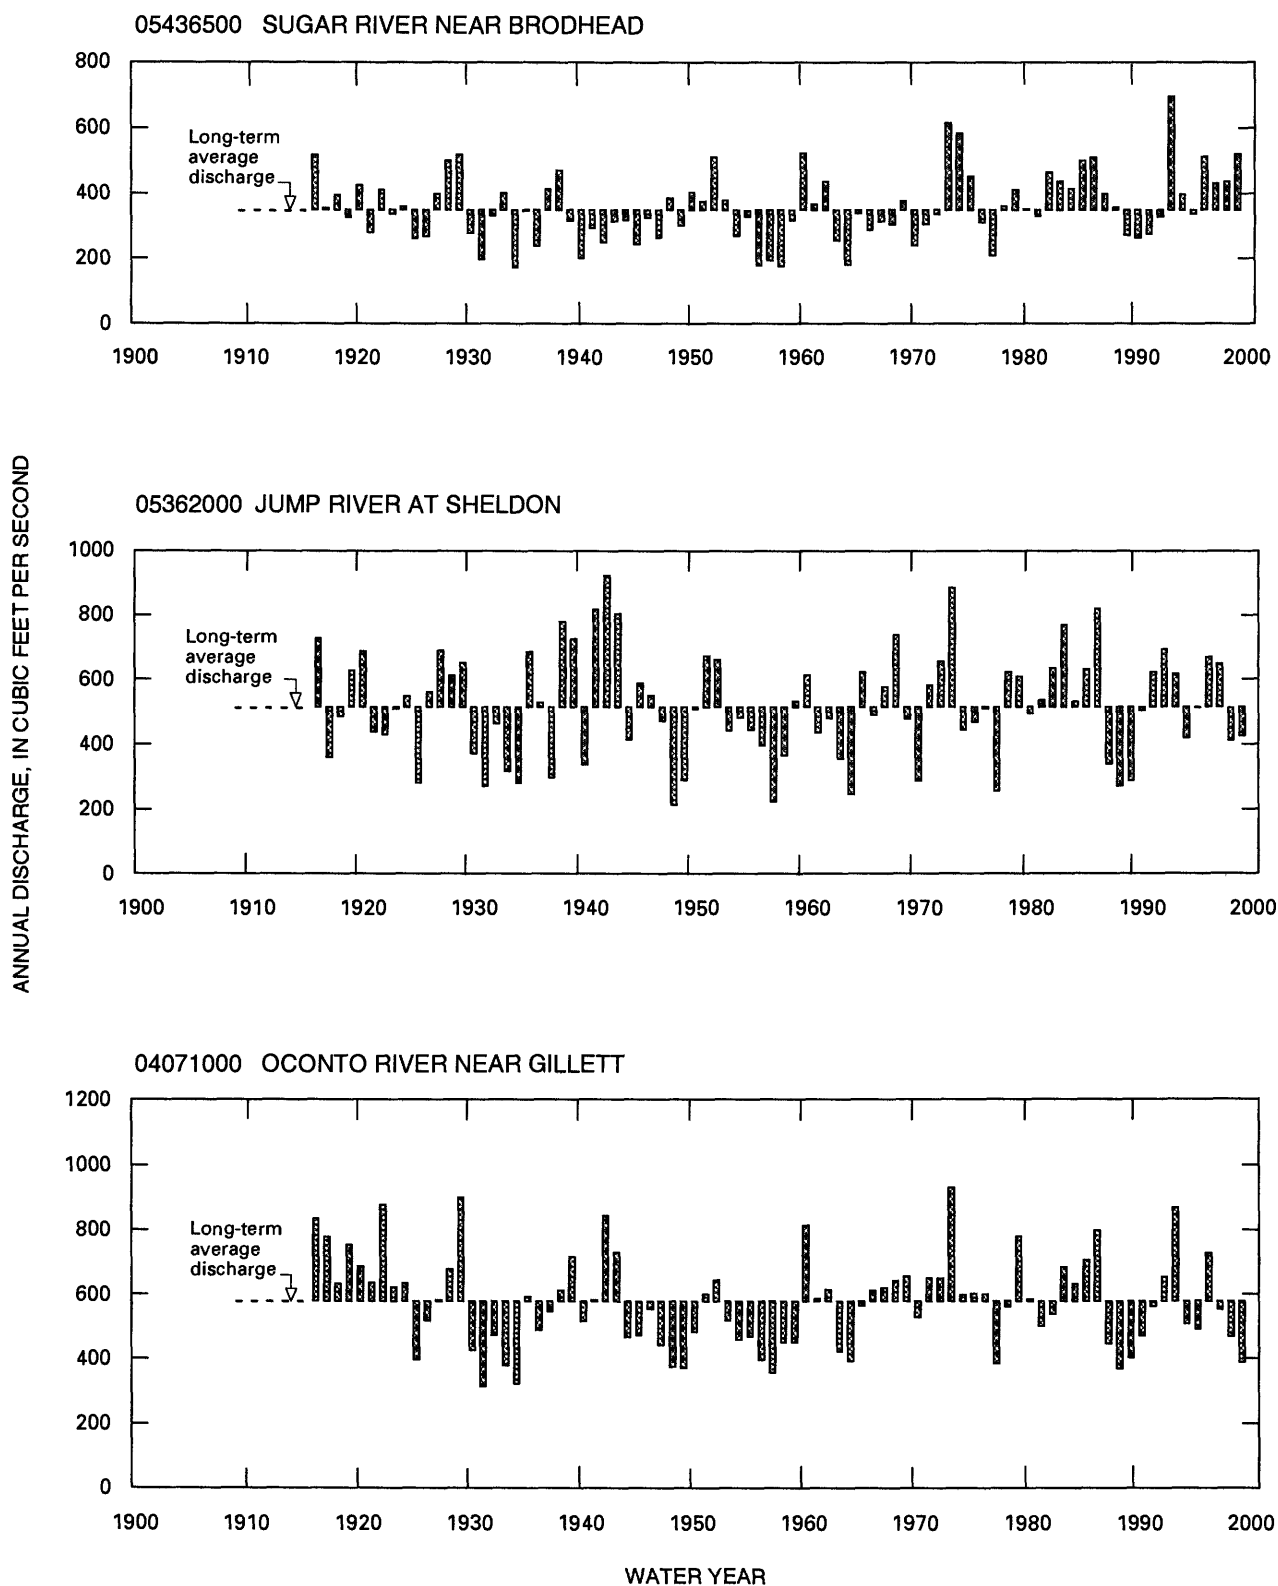 05436500 SUGAR RIVER NEAR BRODHEAD
800
600
400
200
0
Long-term
average
discharge
1900 1910 1920 1930 1940 1950 1960 1970 1980 1990 2000
ANNUAL DISCHARGE, IN CUBIC FEET PER SECOND
05362000 JUMP RIVER AT SHELDON
1000
800
600
400
200
0
Long-term
average
discharge
1900 1910 1920 1930 1940 1950 1960 1970 1980 1990 2000
04071000 OCONTO RIVER NEAR GILLETT
1200
1000
800
600
400
200
0
Long-term
average
discharge
1900 1910 1920 1930 1940 1950 1960 1970 1980 1990 2000
WATER YEAR